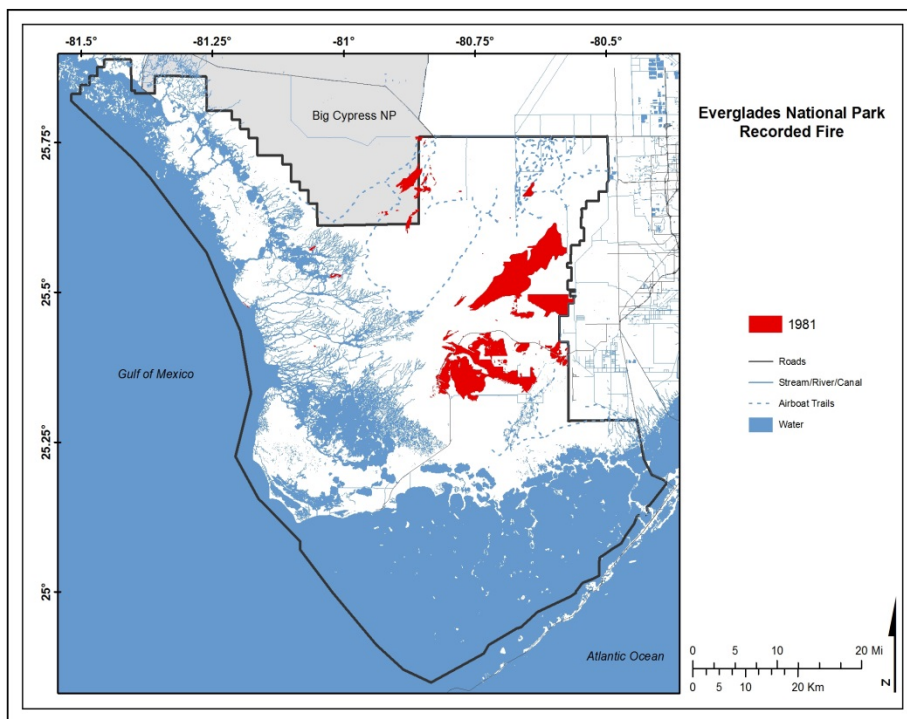 -81.5 -81.25 -81 -80.75 -80.5
Big Cypress NP
25.75°
25.5°
25.25°
25°
Gulf of Mexico
Atlantic Ocean
Everglades National Park
Recorded Fire
1981
Roads
Stream/River/Canal
Airboat Trails
Water
0 5 10 20 Mi
0 5 10 20 Km
N